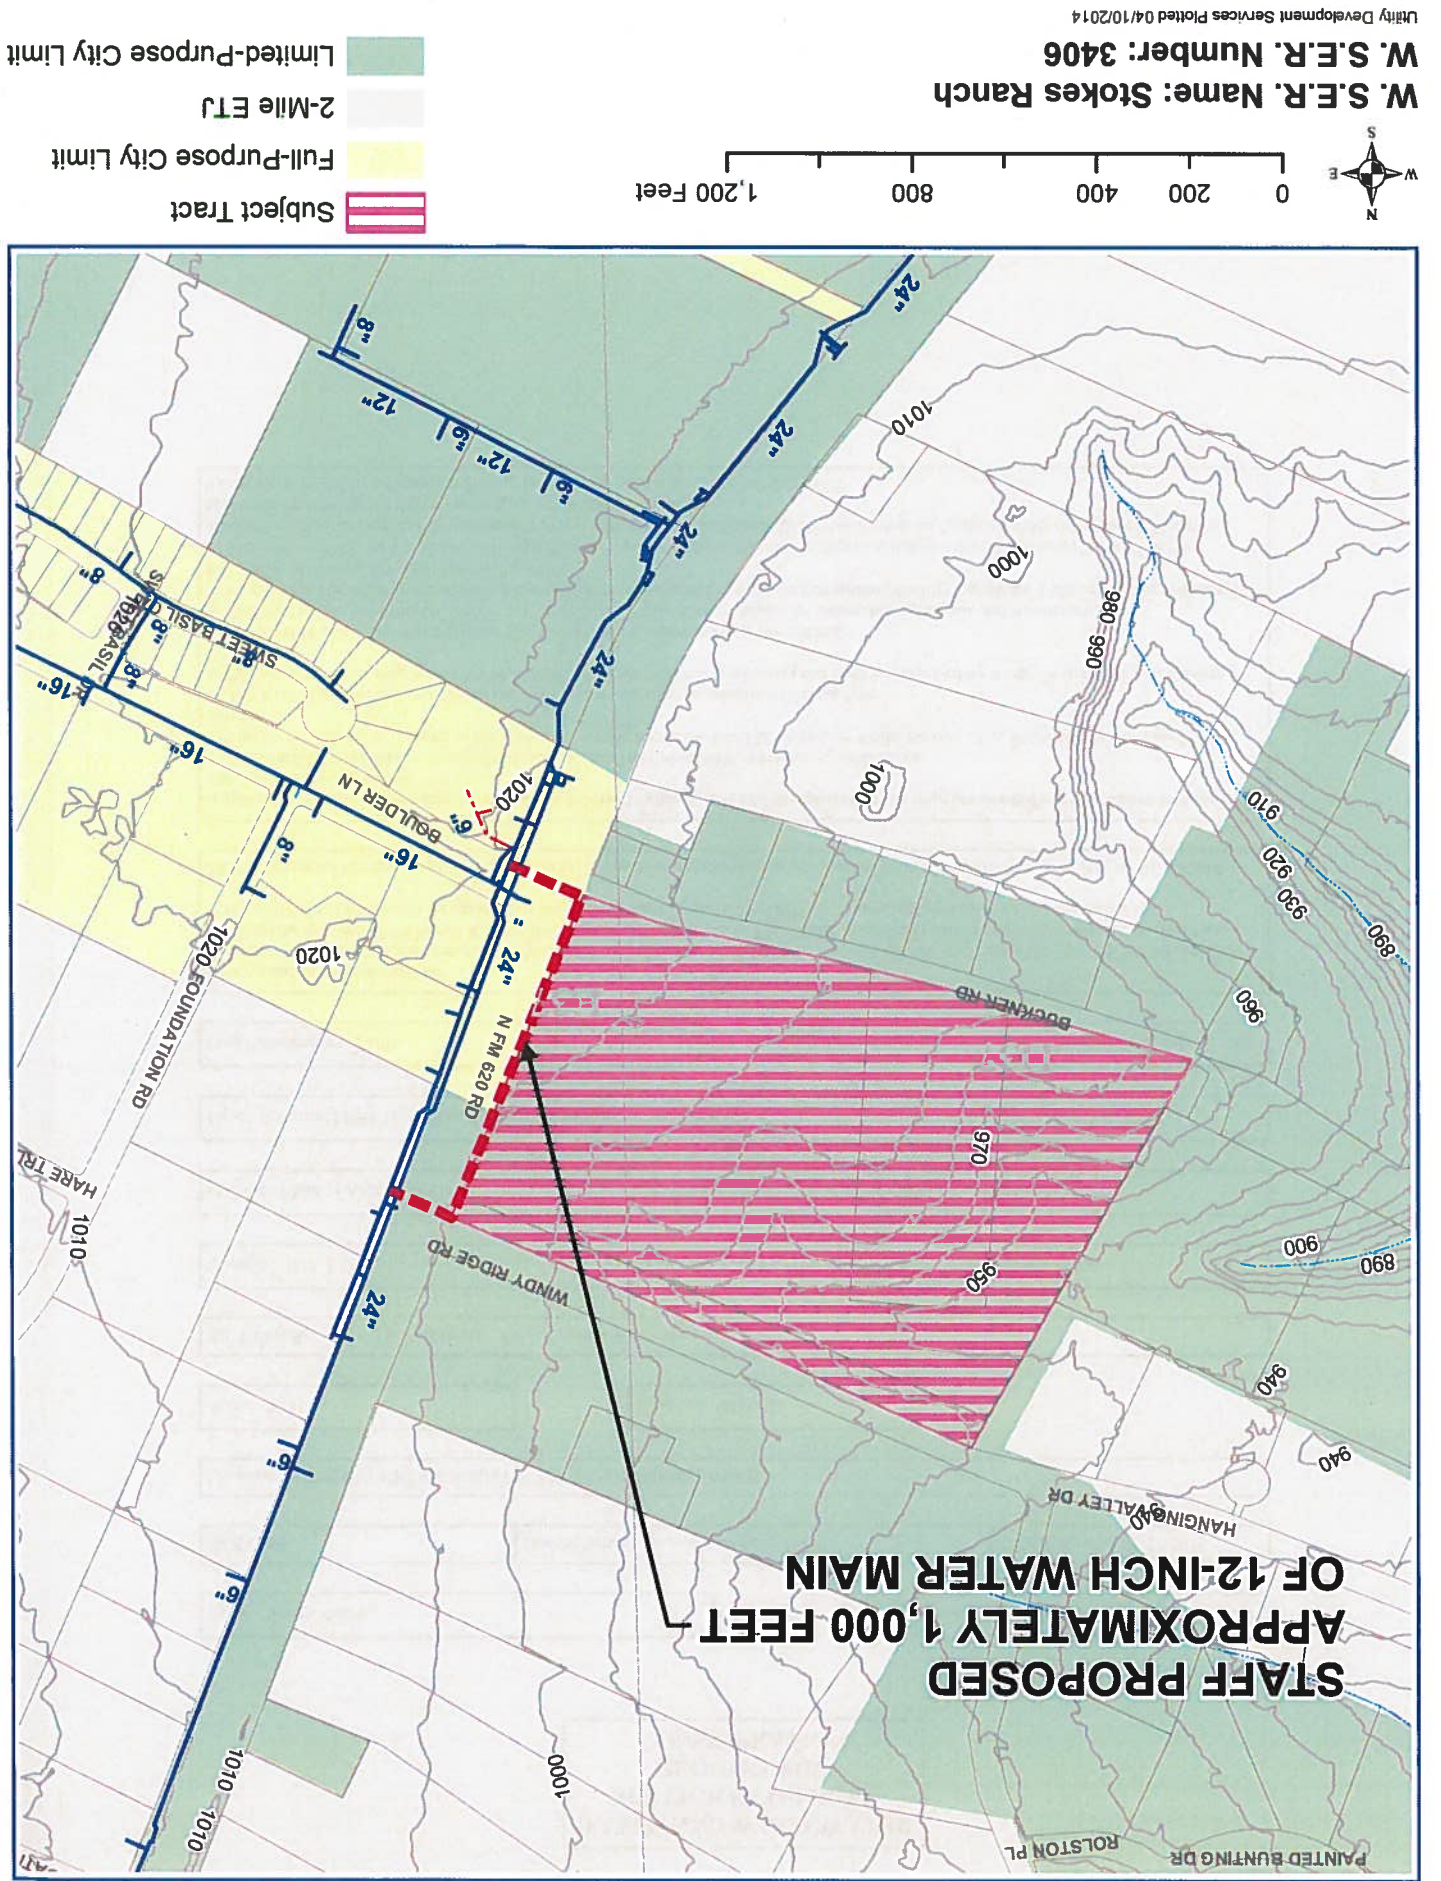 PAINTED BUNTING DR
ROLSTON PL
1010
1010
1000
STAFF PROPOSED
APPROXIMATELY 1,000 FEET
OF 12-INCH WATER MAIN
6"
HANGING VALLEY DR
940
940
6"
940
950
24"
WINDY RIDGE RD
890
900
1010
HARE TRL
970
N FM 620 RD
FOUNDATION RD
BUCKNER RD
960
24"
"
1020
1020
890
930
920
910
16"
8"
BOULDER LN
6"
1020
1000
16"
16"
8"
8"
8"
8"
SWEET BASIL
1020
24"
980
990
1000
24"
6"
12"
6"
12"
8"
1010
24"
24"
N
W
E
S
0
200
400
800
1,200 Feet
W. S.E.R. Name: Stokes Ranch
W. S.E.R. Number: 3406
Utility Development Services Plotted 04/10/2014
Subject Tract
Full-Purpose City Limit
2-Mile ETJ
Limited-Purpose City Limit